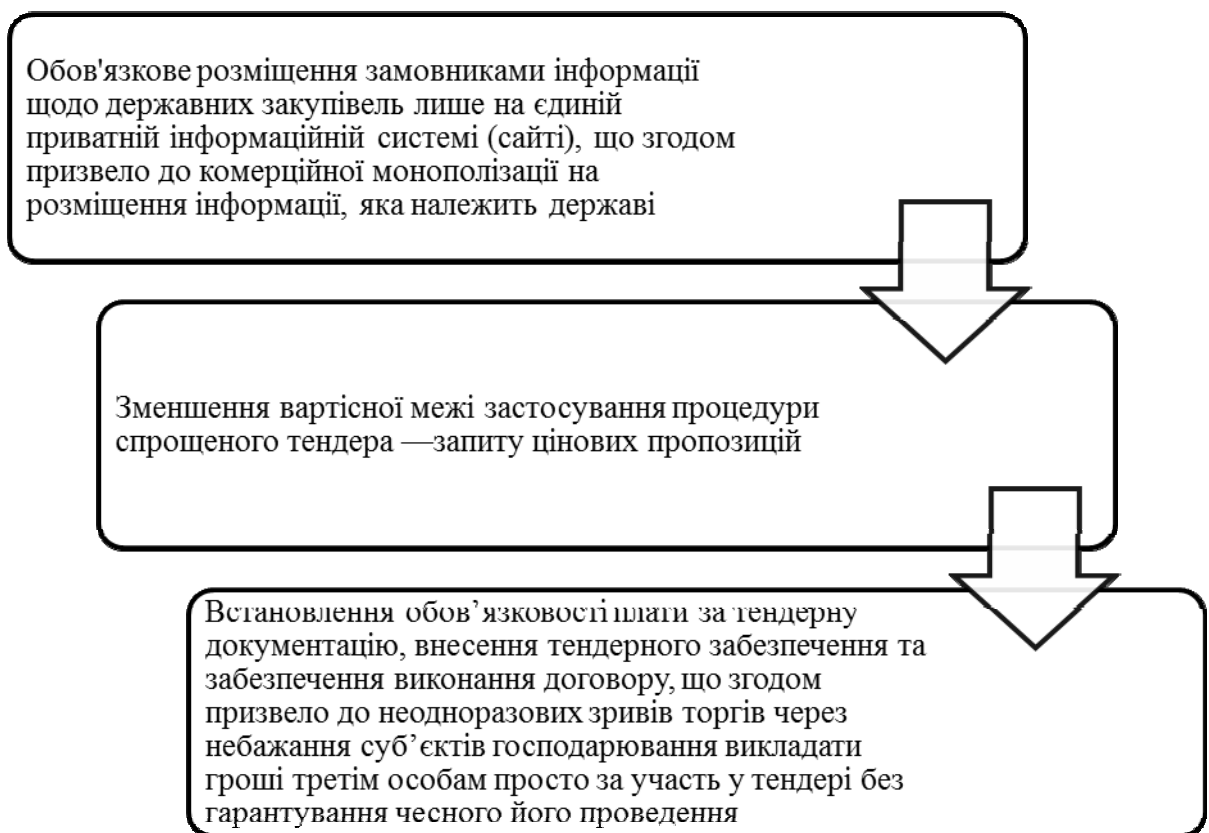 Обов'язкове розміщення замовниками інформації
щодо державних закупівель лише на єдиній
приватній інформаційній системі (сайті), що згодом
призвело до комерційної монополізації на
розміщення інформації, яка належить державі
Зменшення вартісної межі застосування процедури
спрощеного тендера —запиту цінових пропозицій
Встановлення обов’язковості плати за тендерну
документацію, внесення тендерного забезпечення та
забезпечення виконання договору, що згодом
призвело до неодноразових зривів торгів через
небажання суб’єктів господарювання викладати
гроші третім особам просто за участь у тендері без
гарантування чесного його проведення